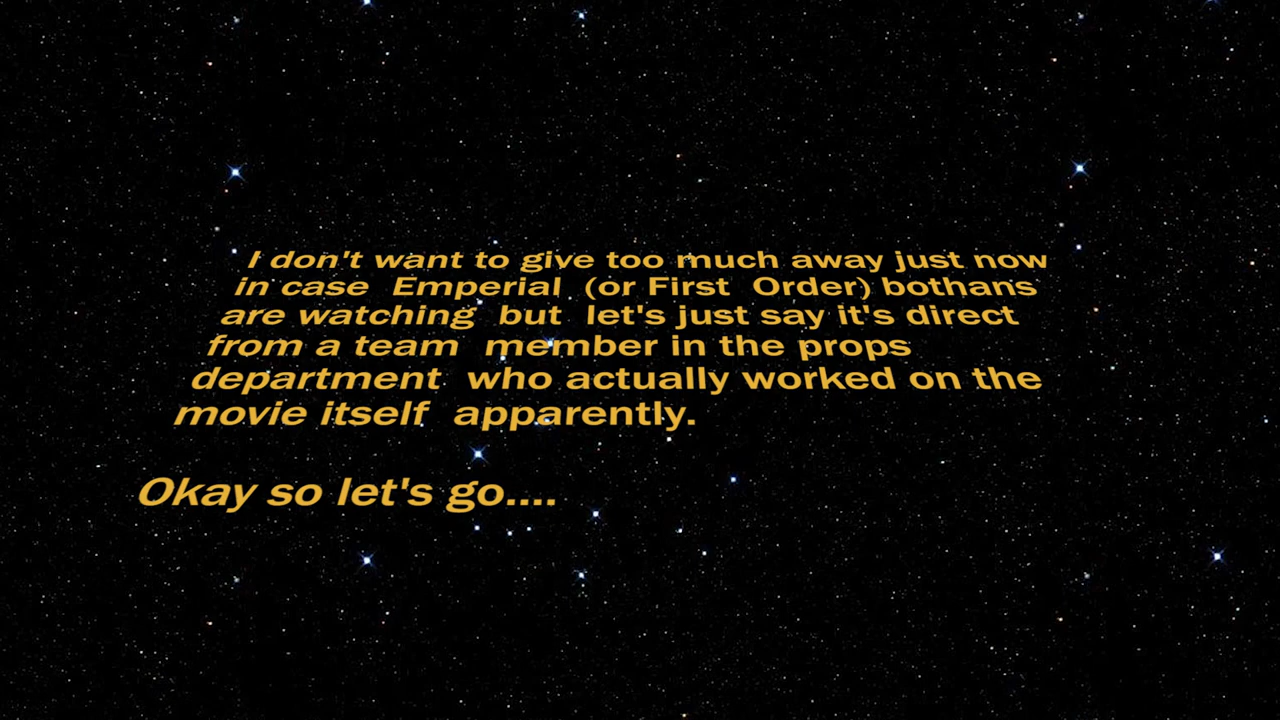 I don't want to give too much away just now
in case Emperial (or First Order) bothans
are watching but let's just say it's direct
from a team member in the props
department who actually worked on the
movie itself apparently.
Okay so let's go....